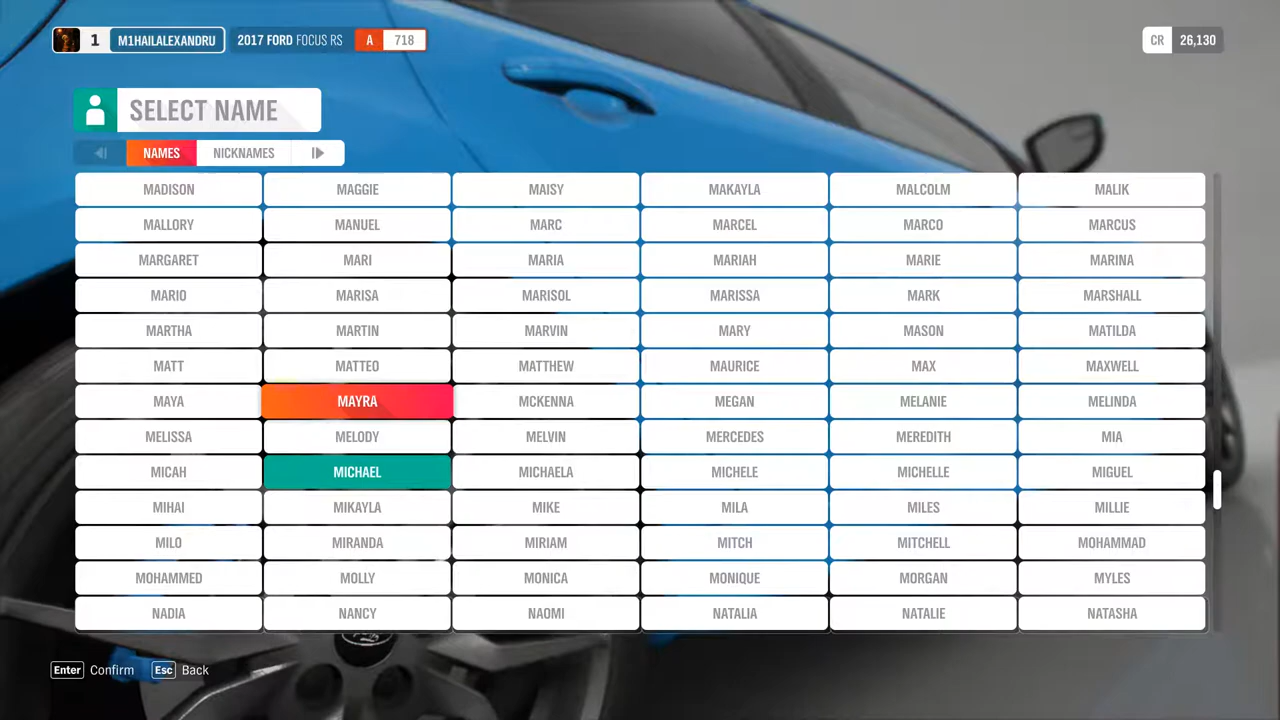 1 M1HAILALEXANDRU 2017 FORD FOCUS RS A 718 CR 26,130
SELECT NAME
NAMES NICKNAMES
MADISON MAGGIE MAISY MAKAYLA MALCOLM MALIK
MALLORY MANUEL MARC MARCEL MARCO MARCUS
MARGARET MARI MARIA MARIAH MARIE MARINA
MARIO MARISA MARISOL MARISSA MARK MARSHALL
MARTHA MARTIN MARVIN MARY MASON MATILDA
MATT MATTEO MATTHEW MAURICE MAX MAXWELL
MAYA MAYRA MCKENNA MEGAN MELANIE MELINDA
MELISSA MELODY MELVIN MERCEDES MEREDITH MIA
MICAH MICHAEL MICHAELA MICHELE MICHELLE MIGUEL
MIHAI MIKAYLA MIKE MILA MILES MILLIE
MILO MIRANDA MIRIAM MITCH MITCHELL MOHAMMAD
MOHAMMED MOLLY MONICA MONIQUE MORGAN MYLES
NADIA NANCY NAOMI NATALIA NATALIE NATASHA
Enter Confirm Esc Back